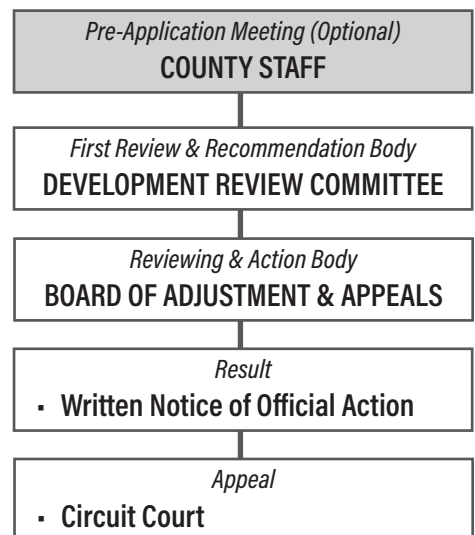 Pre-Application Meeting (Optional)
COUNTY STAFF
First Review & Recommendation Body
DEVELOPMENT REVIEW COMMITTEE
Reviewing & Action Body
BOARD OF ADJUSTMENT & APPEALS
Result
▪ Written Notice of Official Action
Appeal
▪ Circuit Court